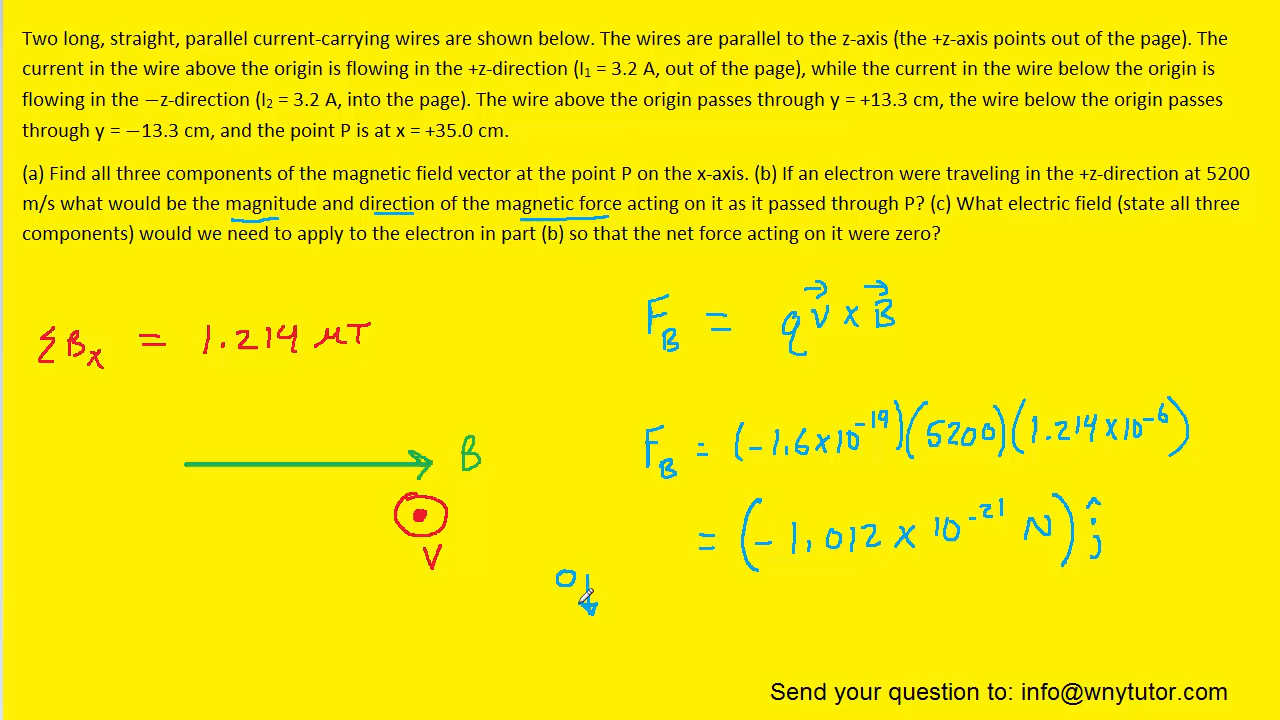 Two long, straight, parallel current-carrying wires are shown below. The wires are parallel to the z-axis (the +z-axis points out of the page). The
current in the wire above the origin is flowing in the +z-direction (I₁ = 3.2 A, out of the page), while the current in the wire below the origin is
flowing in the −z-direction (I₂ = 3.2 A, into the page). The wire above the origin passes through y = +13.3 cm, the wire below the origin passes
through y = −13.3 cm, and the point P is at x = +35.0 cm.
(a) Find all three components of the magnetic field vector at the point P on the x-axis. (b) If an electron were traveling in the +z-direction at 5200
m/s what would be the magnitude and direction of the magnetic force acting on it as it passed through P? (c) What electric field (state all three
components) would we need to apply to the electron in part (b) so that the net force acting on it were zero?
F_B = q v⃗ × B⃗
ΣBₓ = 1.214 μT
F_B = (-1.6×10⁻¹⁹)(5200)(1.214×10⁻⁶)
B
= (-1.012 × 10⁻²¹ N) ĵ
V
Send your question to: info@wnytutor.com